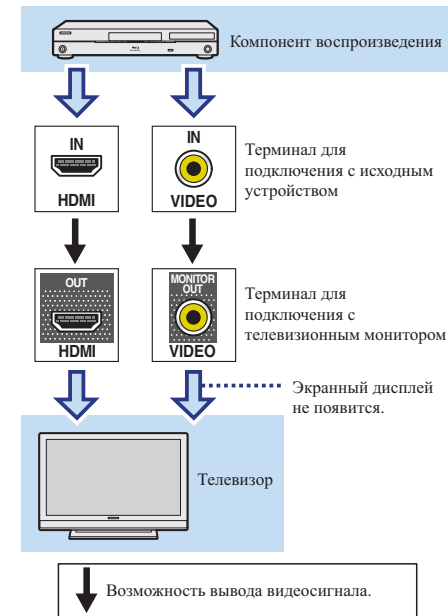 Компонент воспроизведения
IN
HDMI
IN
VIDEO
Терминал для
подключения с исходным
устройством
OUT
HDMI
MONITOR
OUT
VIDEO
Терминал для
подключения с
телевизионным монитором
Экранный дисплей
не появится.
Телевизор
Возможность вывода видеосигнала.